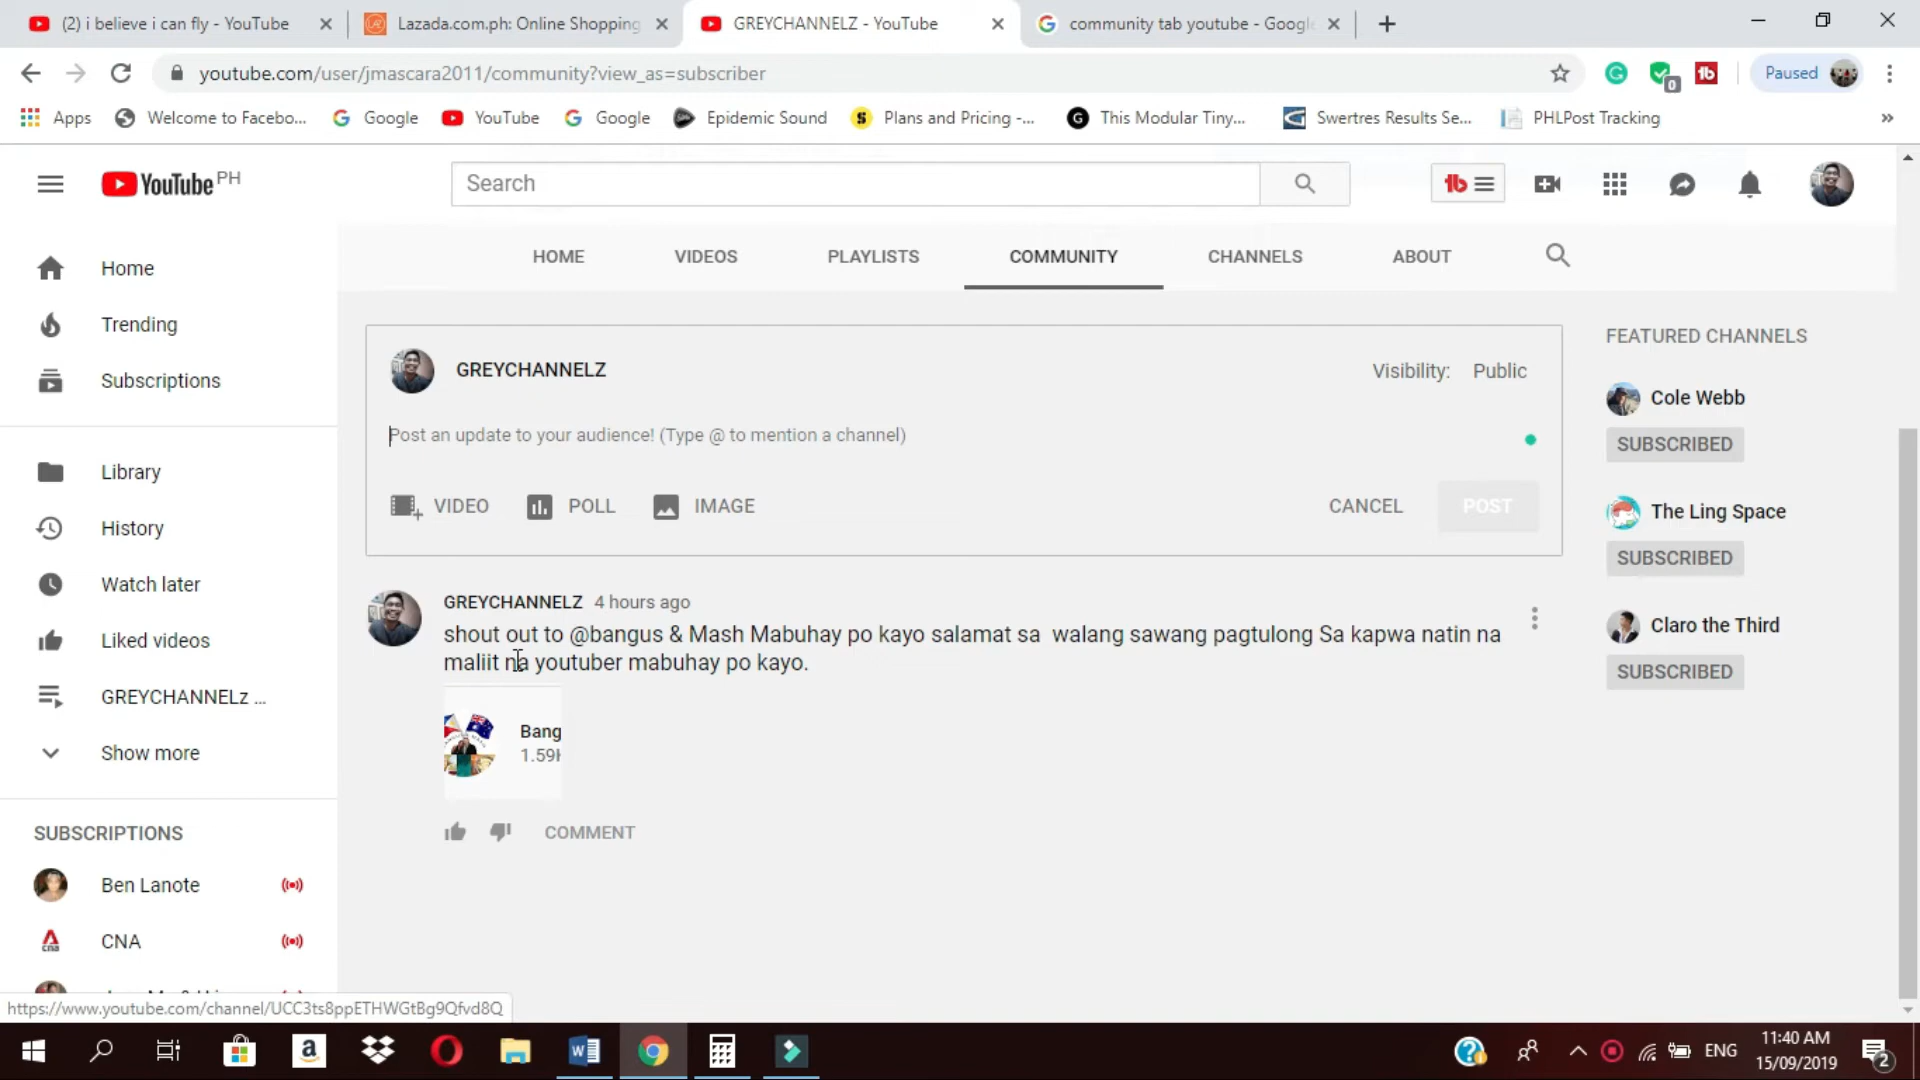 (2) i believe i can fly - YouTube
Lazada.com.ph: Online Shopping
GREYCHANNELZ - YouTube
community tab youtube - Google
youtube.com/user/jmascara2011/community?view_as=subscriber
0
Paused
Apps
Welcome to Facebo...
Google
YouTube
Google
Epidemic Sound
Plans and Pricing -...
This Modular Tiny...
Swertres Results Se...
PHLPost Tracking
»
YouTube PH
Search
HOME
VIDEOS
PLAYLISTS
COMMUNITY
CHANNELS
ABOUT
Home
Trending
Subscriptions
Library
History
Watch later
Liked videos
GREYCHANNELz ...
Show more
SUBSCRIPTIONS
Ben Lanote
CNA
GREYCHANNELZ
Visibility: Public
Post an update to your audience! (Type @ to mention a channel)
VIDEO
POLL
IMAGE
CANCEL
POST
GREYCHANNELZ 4 hours ago
shout out to @bangus & Mash Mabuhay po kayo salamat sa walang sawang pagtulong Sa kapwa natin na
maliit na youtuber mabuhay po kayo.
Bang
1.59
COMMENT
FEATURED CHANNELS
Cole Webb
SUBSCRIBED
The Ling Space
SUBSCRIBED
Claro the Third
SUBSCRIBED
https://www.youtube.com/channel/UCC3ts8ppETHWGtBg9Qfvd8Q
ENG
11:40 AM
15/09/2019
2